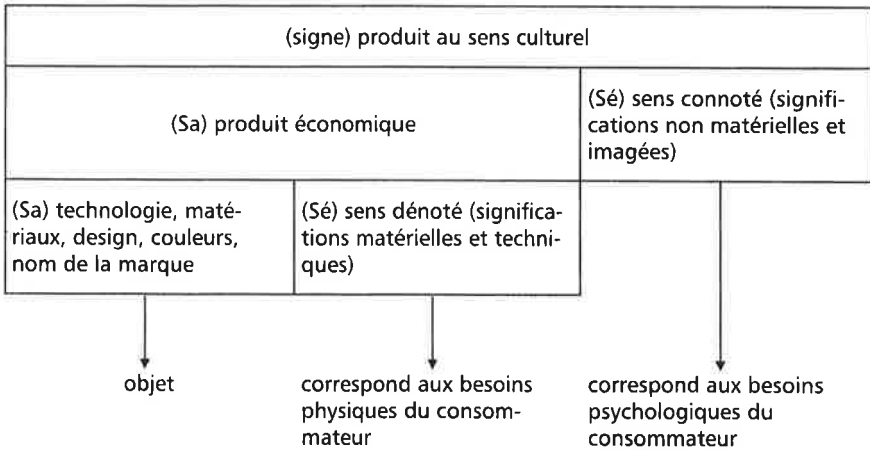 (signe) produit au sens culturel
(Sa) produit économique
(Sé) sens connoté (signifi-
cations non matérielles et
imagées)
(Sa) technologie, maté-
riaux, design, couleurs,
nom de la marque
(Sé) sens dénoté (significa-
tions matérielles et techni-
ques)
objet
correspond aux besoins
physiques du consom-
mateur
correspond aux besoins
psychologiques du
consommateur